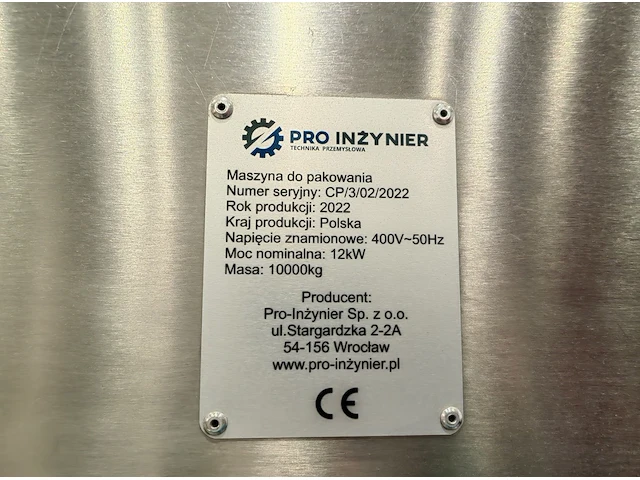 PRO INŻYNIER
TECHNIKA PRZEMYSŁOWA
Maszyna do pakowania
Numer seryjny: CP/3/02/2022
Rok produkcji: 2022
Kraj produkcji: Polska
Napięcie znamionowe: 400V~50Hz
Moc nominalna: 12kW
Masa: 10000kg
Producent:
Pro-Inżynier Sp. z o.o.
ul.Stargardzka 2-2A
54-156 Wrocław
www.pro-inżynier.pl
CE